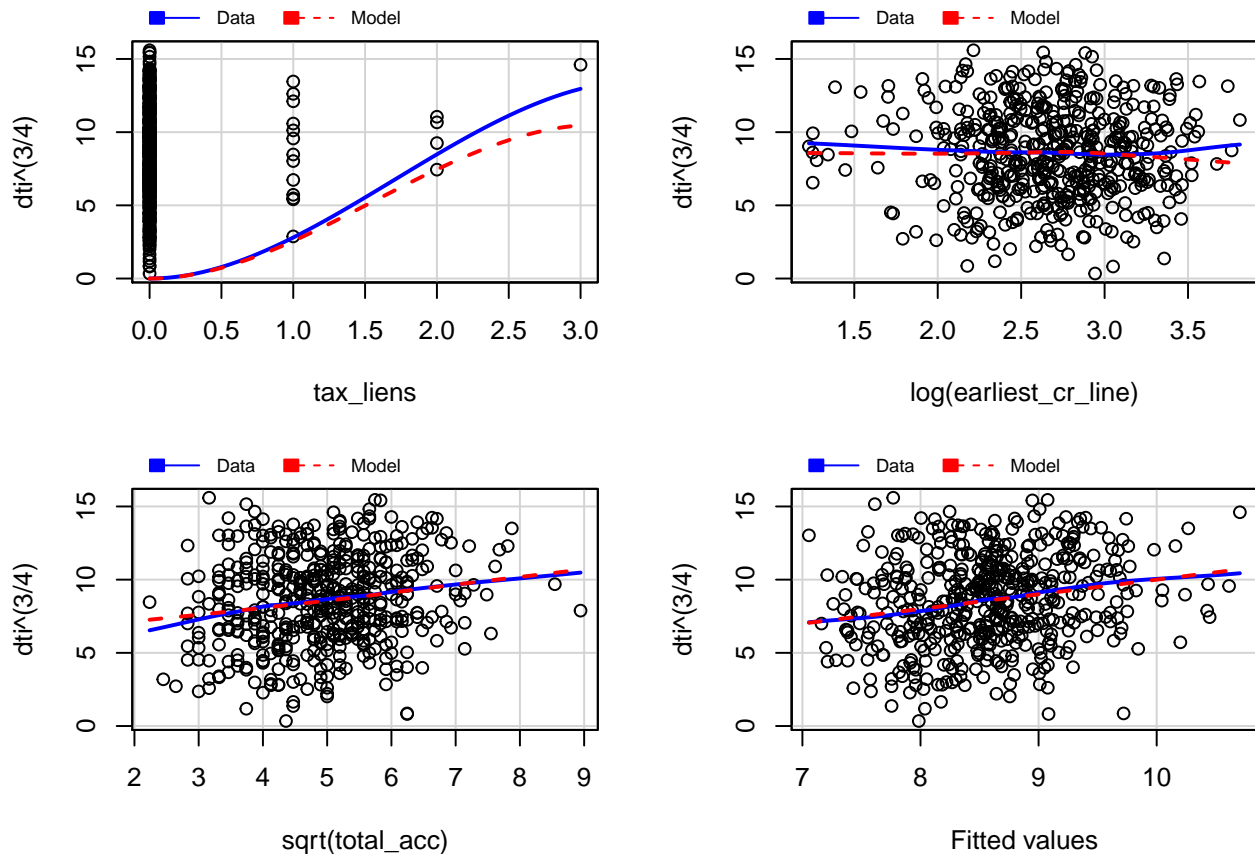 Data Model
dti^(3/4)
15
10
5
0
0.0 0.5 1.0 1.5 2.0 2.5 3.0
tax_liens
Data Model
dti^(3/4)
15
10
5
0
1.5 2.0 2.5 3.0 3.5
log(earliest_cr_line)
Data Model
dti^(3/4)
15
10
5
0
2 3 4 5 6 7 8 9
sqrt(total_acc)
Data Model
dti^(3/4)
15
10
5
0
7 8 9 10
Fitted values